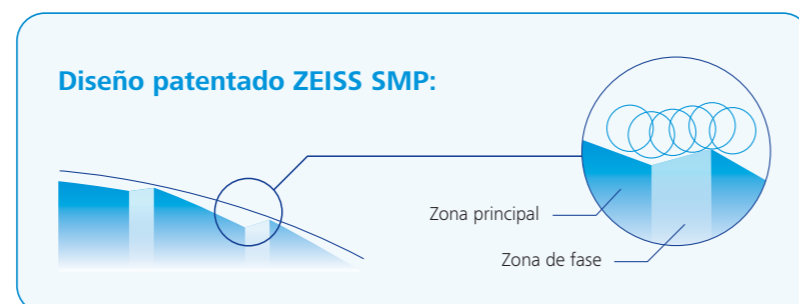 Diseño patentado ZEISS SMP:
Zona principal
Zona de fase